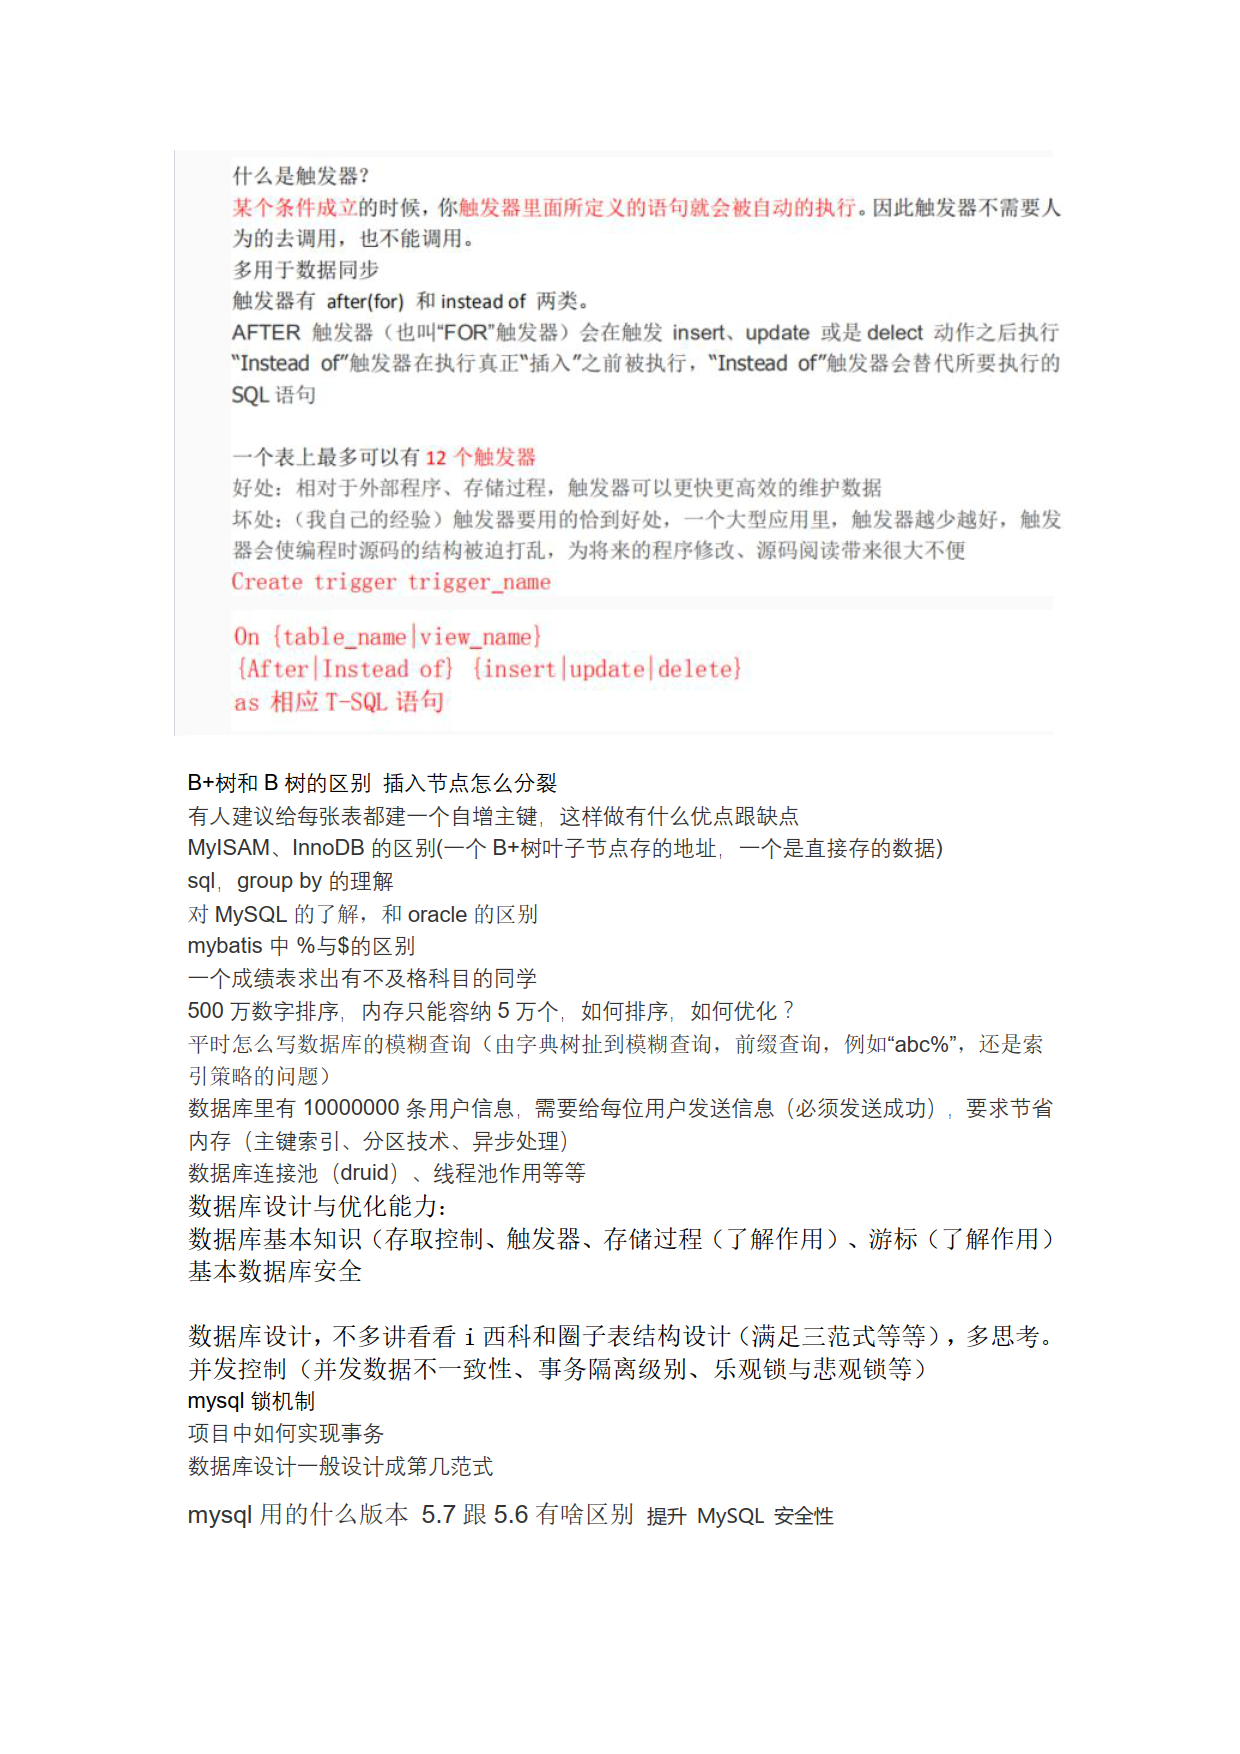 什么是触发器？
某个条件成立的时候，你触发器里面所定义的语句就会被自动的执行。因此触发器不需要人
为的去调用，也不能调用。
多用于数据同步
触发器有 after(for) 和 instead of 两类。
AFTER 触发器（也叫“FOR”触发器）会在触发 insert、update 或是 delect 动作之后执行
“Instead of”触发器在执行真正“插入”之前被执行，“Instead of”触发器会替代所要执行的
SQL 语句
一个表上最多可以有 12 个触发器
好处：相对于外部程序、存储过程，触发器可以更快更高效的维护数据
坏处：（我自己的经验）触发器要用的恰到好处，一个大型应用里，触发器越少越好，触发
器会使编程时源码的结构被迫打乱，为将来的程序修改、源码阅读带来很大不便
Create trigger trigger_name
On {table_name|view_name}
{After|Instead of} {insert|update|delete}
as 相应 T-SQL 语句
B+树和 B 树的区别 插入节点怎么分裂
有人建议给每张表都建一个自增主键，这样做有什么优点跟缺点
MyISAM、InnoDB 的区别(一个 B+树叶子节点存的地址，一个是直接存的数据)
sql，group by 的理解
对 MySQL 的了解，和 oracle 的区别
mybatis 中 %与$的区别
一个成绩表求出有不及格科目的同学
500 万数字排序，内存只能容纳 5 万个，如何排序，如何优化？
平时怎么写数据库的模糊查询（由字典树扯到模糊查询，前缀查询，例如“abc%”，还是索
引策略的问题）
数据库里有 10000000 条用户信息，需要给每位用户发送信息（必须发送成功），要求节省
内存（主键索引、分区技术、异步处理）
数据库连接池（druid）、线程池作用等等
数据库设计与优化能力：
数据库基本知识（存取控制、触发器、存储过程（了解作用）、游标（了解作用）
基本数据库安全
数据库设计，不多讲看看 i 西科和圈子表结构设计（满足三范式等等），多思考。
并发控制（并发数据不一致性、事务隔离级别、乐观锁与悲观锁等）
mysql 锁机制
项目中如何实现事务
数据库设计一般设计成第几范式
mysql 用的什么版本 5.7 跟 5.6 有啥区别 提升 MySQL 安全性